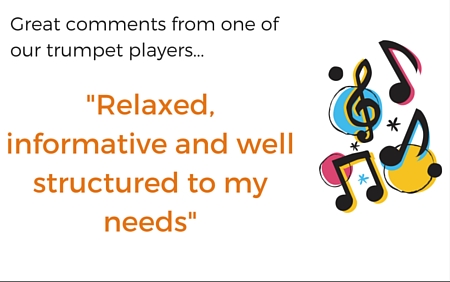 Great comments from one of
our trumpet players...
"Relaxed,
informative and well
structured to my
needs"